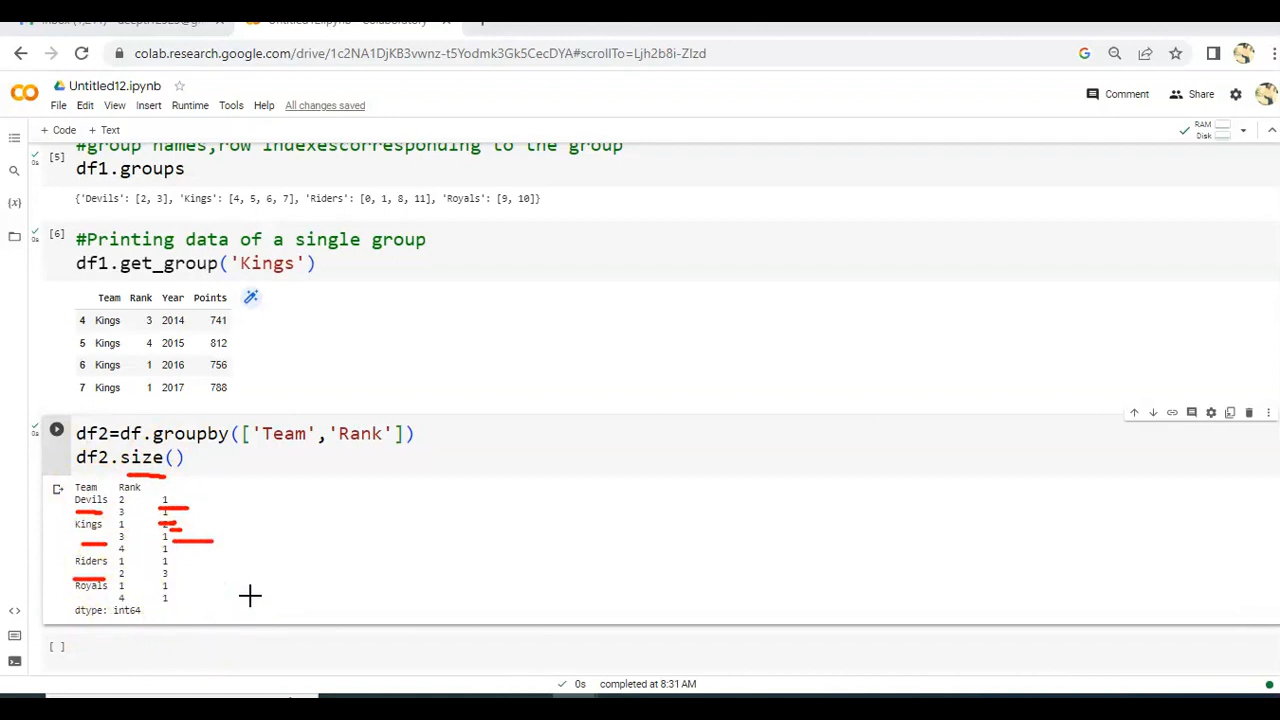 colab.research.google.com/drive/1c2NA1DjKB3vwnz-t5Yodmk3Gk5CecDYA#scrollTo=Ljh2b8i-ZIzd
Untitled12.ipynb
File Edit View Insert Runtime Tools Help All changes saved
Comment Share
+ Code + Text
RAM
Disk
#group names,row indexescorresponding to the group
[5]
0s
df1.groups
{'Devils': [2, 3], 'Kings': [4, 5, 6, 7], 'Riders': [0, 1, 8, 11], 'Royals': [9, 10]}
[6]
0s
#Printing data of a single group
df1.get_group('Kings')
Team Rank Year Points
4 Kings 3 2014 741
5 Kings 4 2015 812
6 Kings 1 2016 756
7 Kings 1 2017 788
0s
df2=df.groupby(['Team','Rank'])
df2.size()
Team Rank
Devils 2 1
3 1
Kings 1
3 1
4 1
Riders 1 1
2 3
Royals 1 1
4 1
dtype: int64
[ ]
0s completed at 8:31 AM